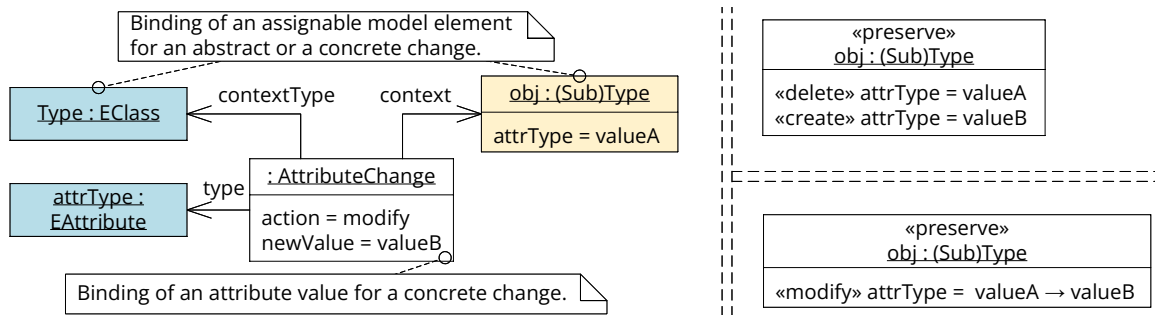 Binding of an assignable model element
for an abstract or a concrete change.
Type : EClass
contextType
context
obj : (Sub)Type
attrType = valueA
: AttributeChange
action = modify
newValue = valueB
type
attrType :
EAttribute
Binding of an attribute value for a concrete change.
«preserve»
obj : (Sub)Type
«delete» attrType = valueA
«create» attrType = valueB
«preserve»
obj : (Sub)Type
«modify» attrType = valueA → valueB